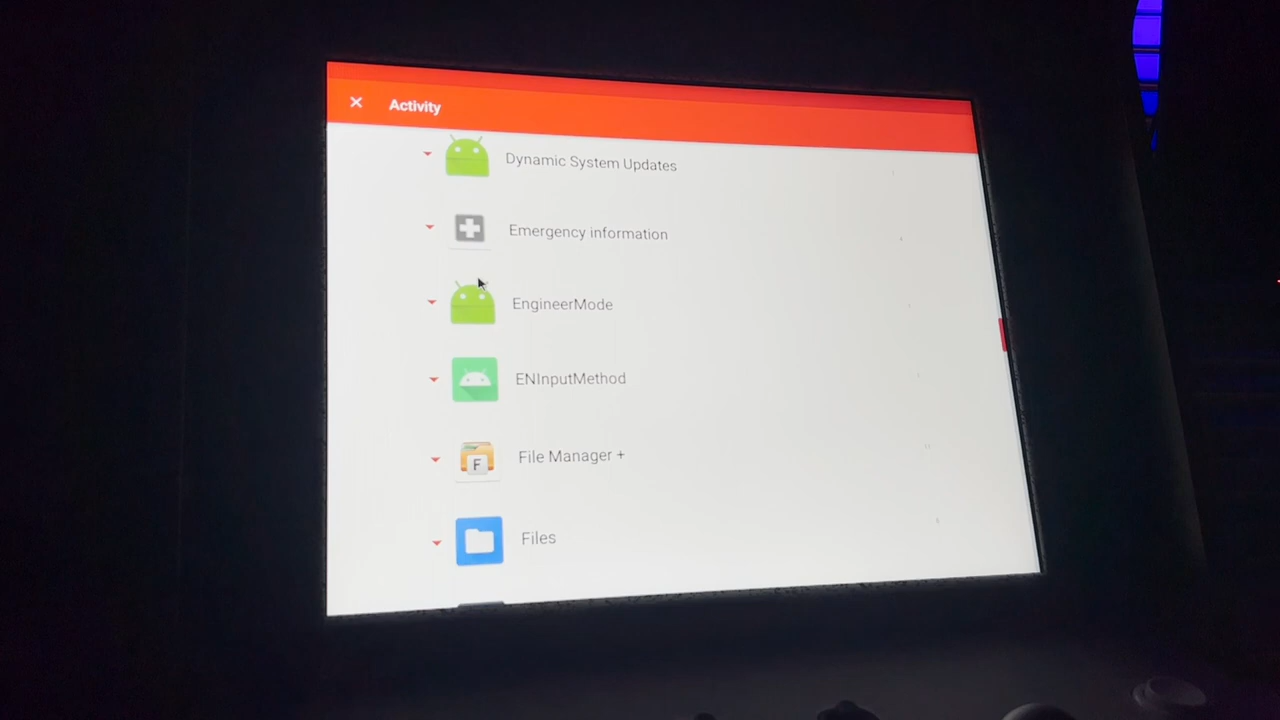 Activity
Dynamic System Updates
Emergency information
EngineerMode
ENInputMethod
File Manager +
F
Files